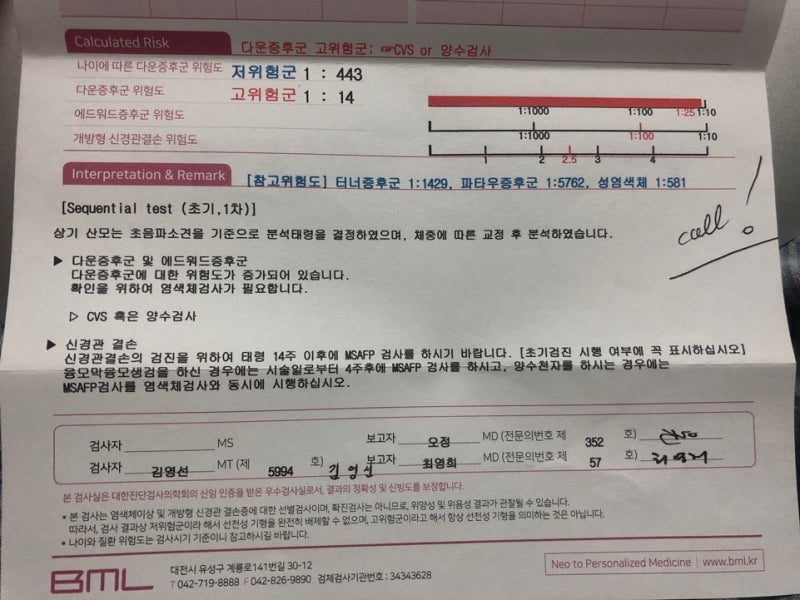 Calculated Risk
다운증후군 고위험군: ☞CVS or 양수검사
나이에 따른 다운증후군 위험도 저위험군 1 : 443
다운증후군 위험도 고위험군 1 : 14
에드워드증후군 위험도
개방형 신경관결손 위험도
1:1000 1:100 1:25 1:10
1:1000 1:100 1:10
1 2 2.5 3 4
Interpretation & Remark
[참고위험도] 터너증후군 1:1429, 파타우증후군 1:5762, 성염색체 1:581
call!
[Sequential test (초기,1차)]
상기 산모는 초음파소견을 기준으로 분석태령을 결정하였으며, 체중에 따른 교정 후 분석하였습니다.
▶ 다운증후군 및 에드워드증후군
다운증후군에 대한 위험도가 증가되어 있습니다.
확인을 위하여 염색체검사가 필요합니다.
▷ CVS 혹은 양수검사
▶ 신경관 결손
신경관결손의 검진을 위하여 태령 14주 이후에 MSAFP 검사를 하시기 바랍니다. [초기검진 시행 여부에 꼭 표시하십시오]
융모막융모생검을 하신 경우에는 시술일로부터 4주후에 MSAFP 검사를 하시고, 양수천자를 하시는 경우에는
MSAFP검사를 염색체검사와 동시에 시행하십시오.
검사자 MS 보고자 오정 MD (전문의번호 제 352 호)
검사자 김영선 MT (제 5994 호) 김영선 보고자 최영희 MD (전문의번호 제 57 호)
본 검사실은 대한진단검사의학회의 신임 인증을 받은 우수검사실로서, 결과의 정확성 및 신빙도를 보장합니다.
* 본 검사는 염색체이상 및 개방형 신경관 결손증에 대한 선별검사이며, 확진검사는 아니므로, 위양성 및 위음성 결과가 관찰될 수 있습니다.
따라서, 검사 결과상 저위험군이라 해서 선천성 기형을 완전히 배제할 수 없으며, 고위험군이라고 해서 항상 선천성 기형을 의미하는 것은 아닙니다.
* 나이와 질환 위험도는 검사시기 기준이니 참고하시길 바랍니다.
BML
대전시 유성구 계룡로141번길 30-12
T 042-719-8888 F 042-826-9890 검체검사기관번호 : 34343628
Neo to Personalized Medicine | www.bml.kr